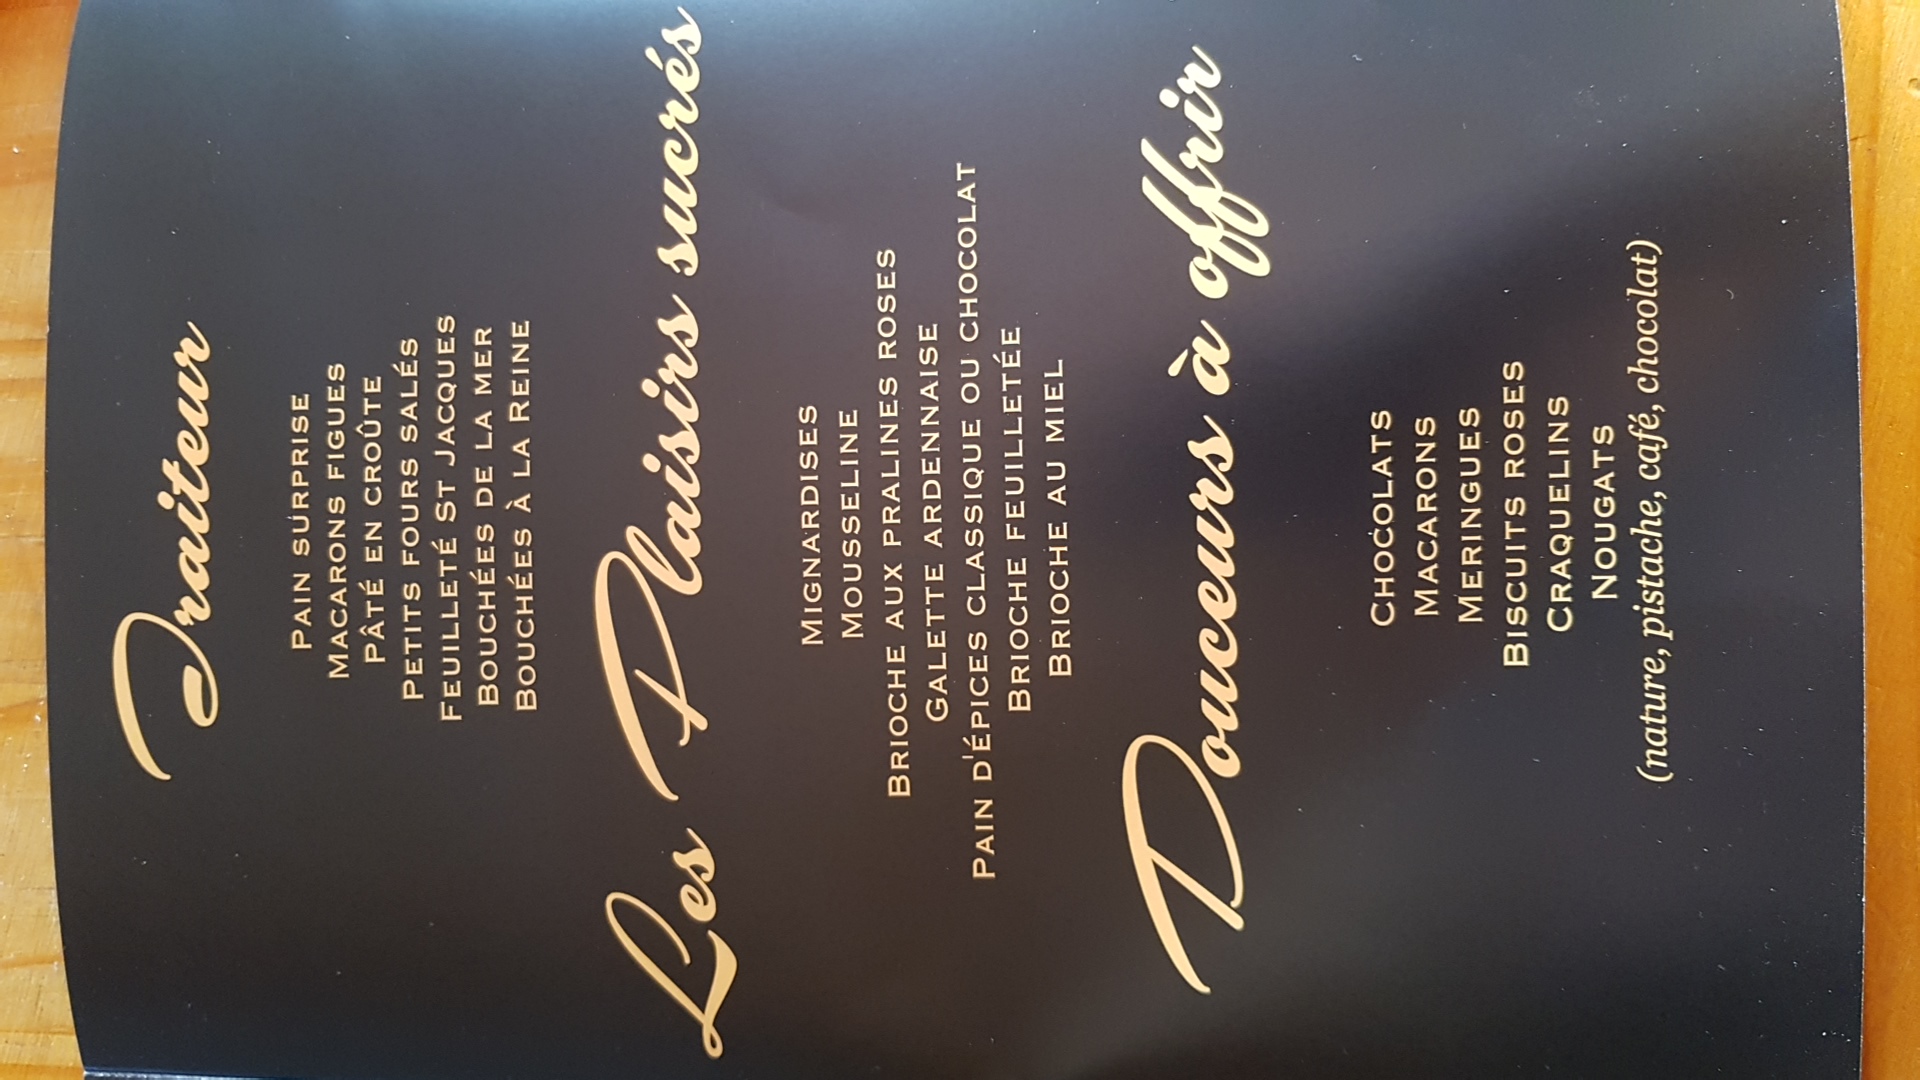 Traiteur
PAIN SURPRISE
MACARONS FIGUES
PÂTÉ EN CROÛTE
PETITS FOURS SALÉS
FEUILLETÉ ST JACQUES
BOUCHÉES DE LA MER
BOUCHÉES À LA REINE
Les Plaisirs sucrés
MIGNARDISES
MOUSSELINE
BRIOCHE AUX PRALINES ROSES
GALETTE ARDENNAISE
PAIN D'ÉPICES CLASSIQUE OU CHOCOLAT
BRIOCHE FEUILLETÉE
BRIOCHE AU MIEL
Douceurs à offrir
CHOCOLATS
MACARONS
MERINGUES
BISCUITS ROSES
CRAQUELINS
NOUGATS
(nature, pistache, café, chocolat)